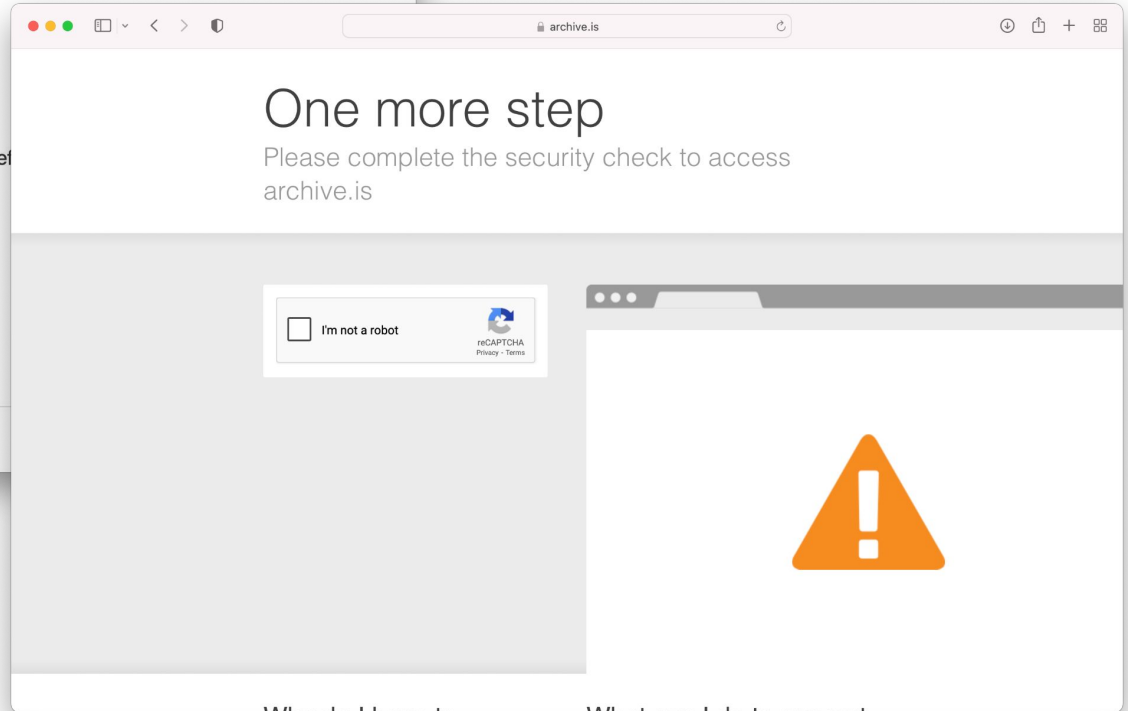 archive.is
One more step
Please complete the security check to access
archive.is
I'm not a robot
reCAPTCHA
Privacy - Terms